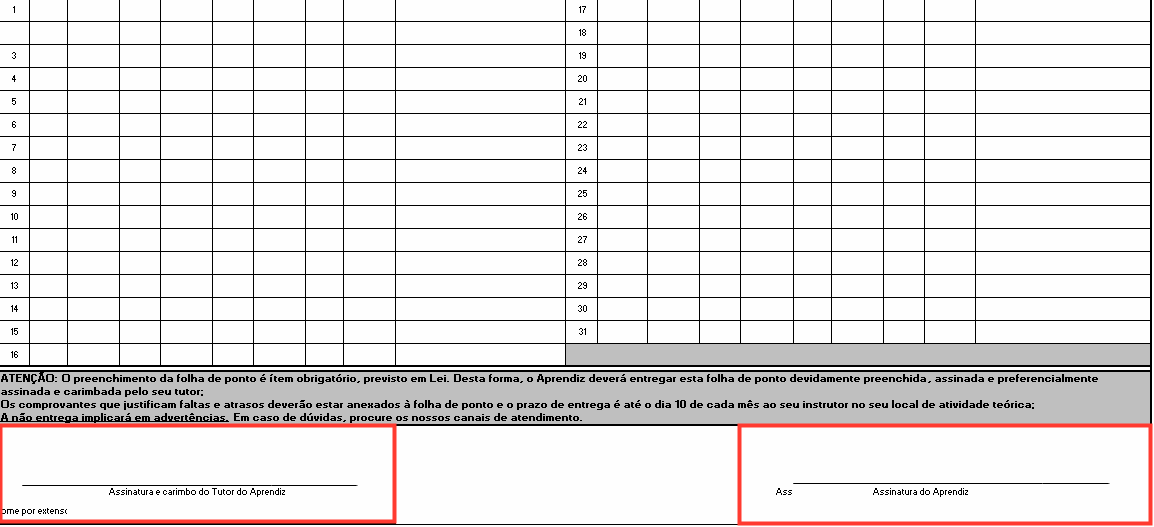 1 17
18
3 19
4 20
5 21
6 22
7 23
8 24
9 25
10 26
11 27
12 28
13 29
14 30
15 31
16
ATENÇÃO: O preenchimento da folha de ponto é ítem obrigatório, previsto em Lei. Desta forma, o Aprendiz deverá entregar esta folha de ponto devidamente preenchida, assinada e preferencialmente
assinada e carimbada pelo seu tutor;
Os comprovantes que justificam faltas e atrasos deverão estar anexados à folha de ponto e o prazo de entrega é até o dia 10 de cada mês ao seu instrutor no seu local de atividade teórica;
A não entrega implicará em advertências. Em caso de dúvidas, procure os nossos canais de atendimento.
Assinatura e carimbo do Tutor do Aprendiz
ome por extenso
Ass Assinatura do Aprendiz